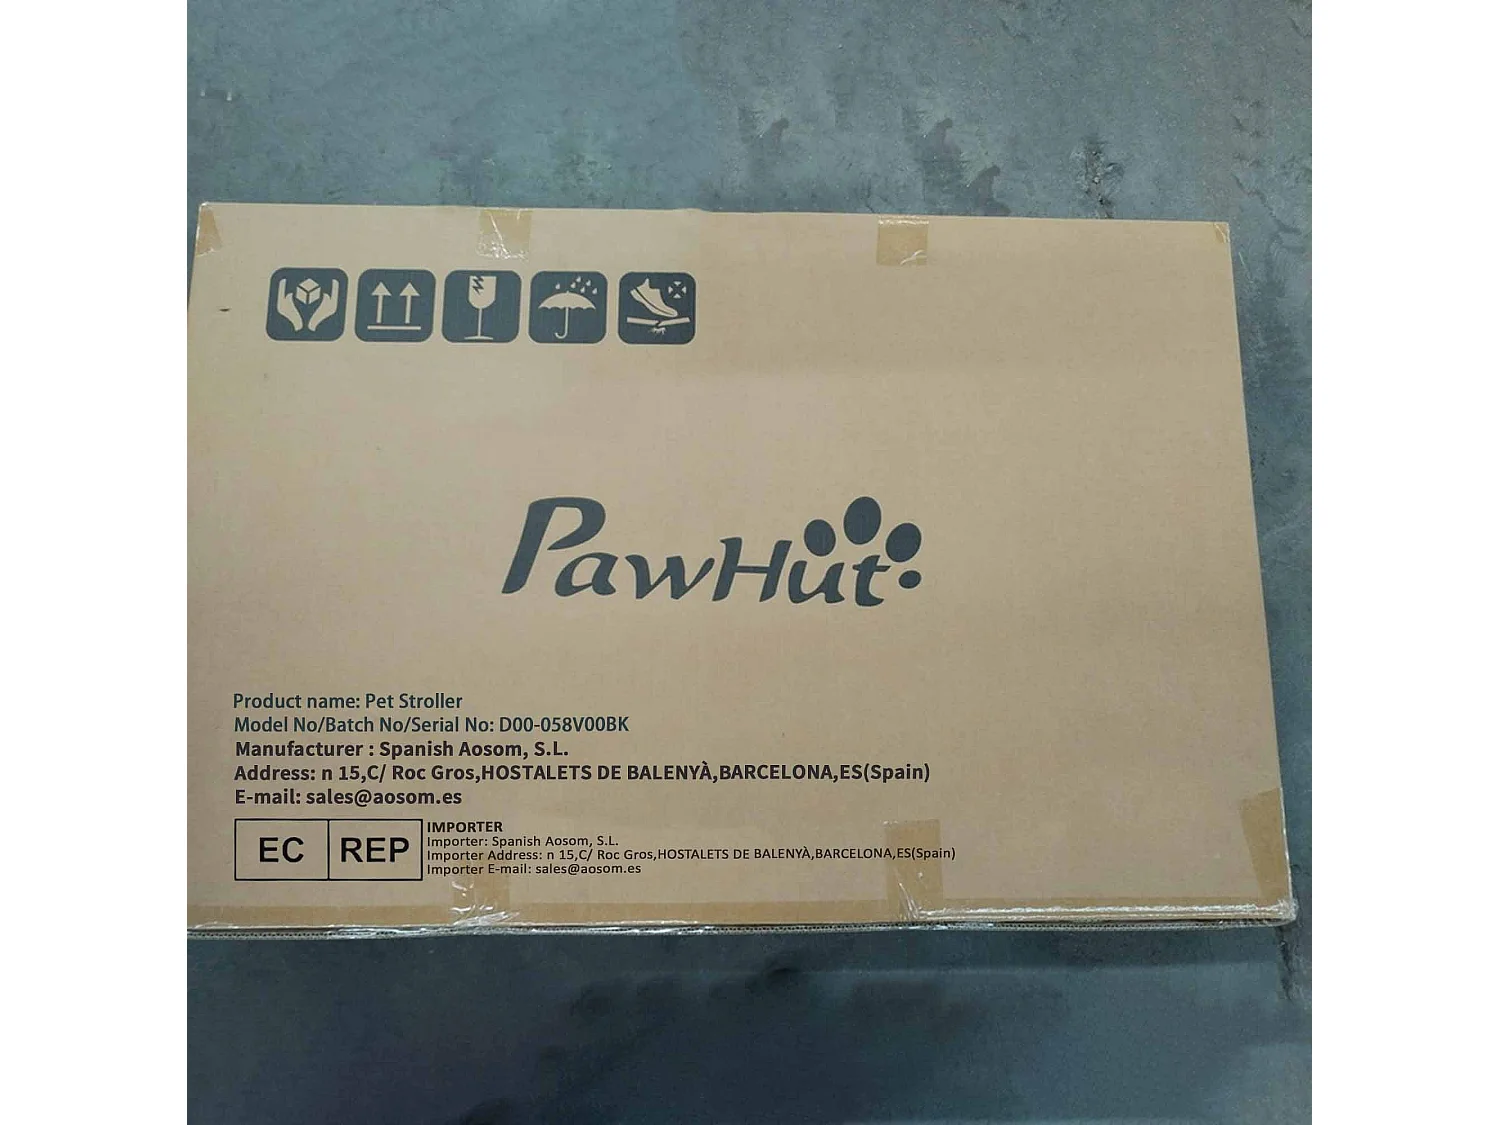 PawHut
Product name: Pet Stroller
Model No/Batch No/Serial No: D00-058V00BK
Manufacturer : Spanish Aosom, S.L.
Address: n 15,C/ Roc Gros,HOSTALETS DE BALENYÀ,BARCELONA,ES(Spain)
E-mail: sales@aosom.es
EC REP
IMPORTER
Importer: Spanish Aosom, S.L.
Importer Address: n 15,C/ Roc Gros,HOSTALETS DE BALENYÀ,BARCELONA,ES(Spain)
Importer E-mail: sales@aosom.es